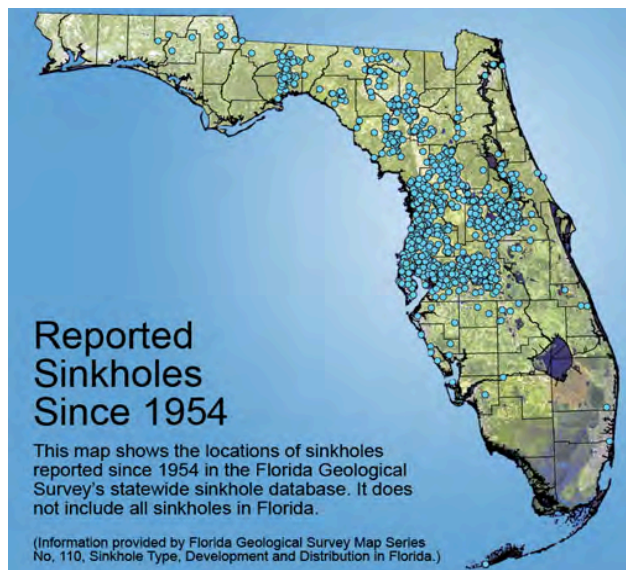 Reported
Sinkholes
Since 1954
This map shows the locations of sinkholes
reported since 1954 in the Florida Geological
Survey's statewide sinkhole database. It does
not include all sinkholes in Florida.
(Information provided by Florida Geological Survey Map Series
No, 110, Sinkhole Type, Development and Distribution in Florida.)